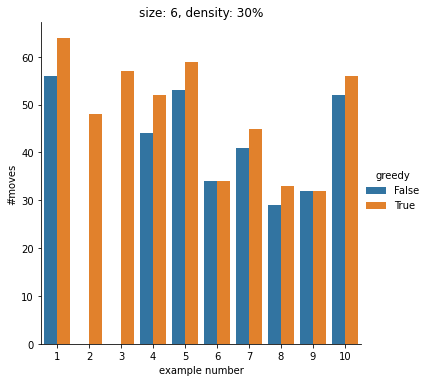 size: 6, density: 30%
#moves
60
50
40
30
20
10
0
1 2 3 4 5 6 7 8 9 10
example number
greedy
False
True